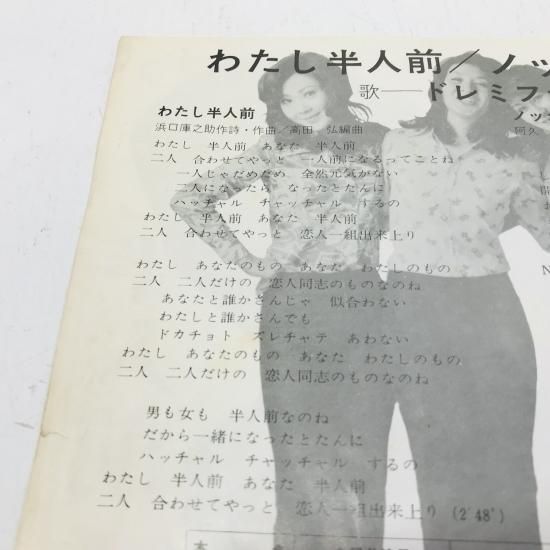 わたし半人前／ノッ
歌──ドレミファ
わたし半人前
浜口庫之助作詩・作曲／高田　弘編曲
わたし　半人前　あなた　半人前
二人　合わせてやっと　一人前になるってことね
一人じゃだめだめ　全然元気がない
二人になったら　なったとたんに
ハッチャル　チャッチャル　するの
わたし　半人前　あなた　半人前
二人　合わせてやっと　恋人一組出来上り
わたし　あなたのもの　あなた　わたしのもの
二人　二人だけの　恋人同志のものなのね
あなたと誰かさんじゃ　似合わない
わたしと誰かさんでも
ドカチョト　ズレチャテ　あわない
わたし　あなたのもの　あなた　わたしのもの
二人　二人だけの　恋人同志のものなのね
男も女も　半人前なのね
だから一緒になったとたんに
ハッチャル　チャッチャル　するの
わたし　半人前　あなた　半人前
二人　合わせてやっと　恋人一組出来上り（2′48″）
ノッ
阿久